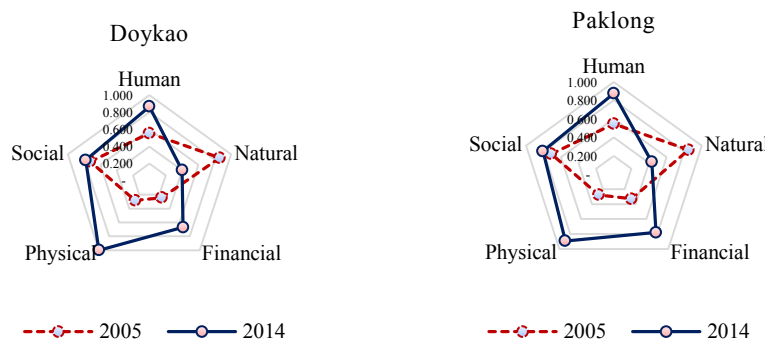 Doykao
Human
1.000
0.800
0.600
0.400
0.200
-
Social
Natural
Physical
Financial
2005
2014
Paklong
Human
1.000
0.800
0.600
0.400
0.200
-
Social
Natural
Physical
Financial
2005
2014